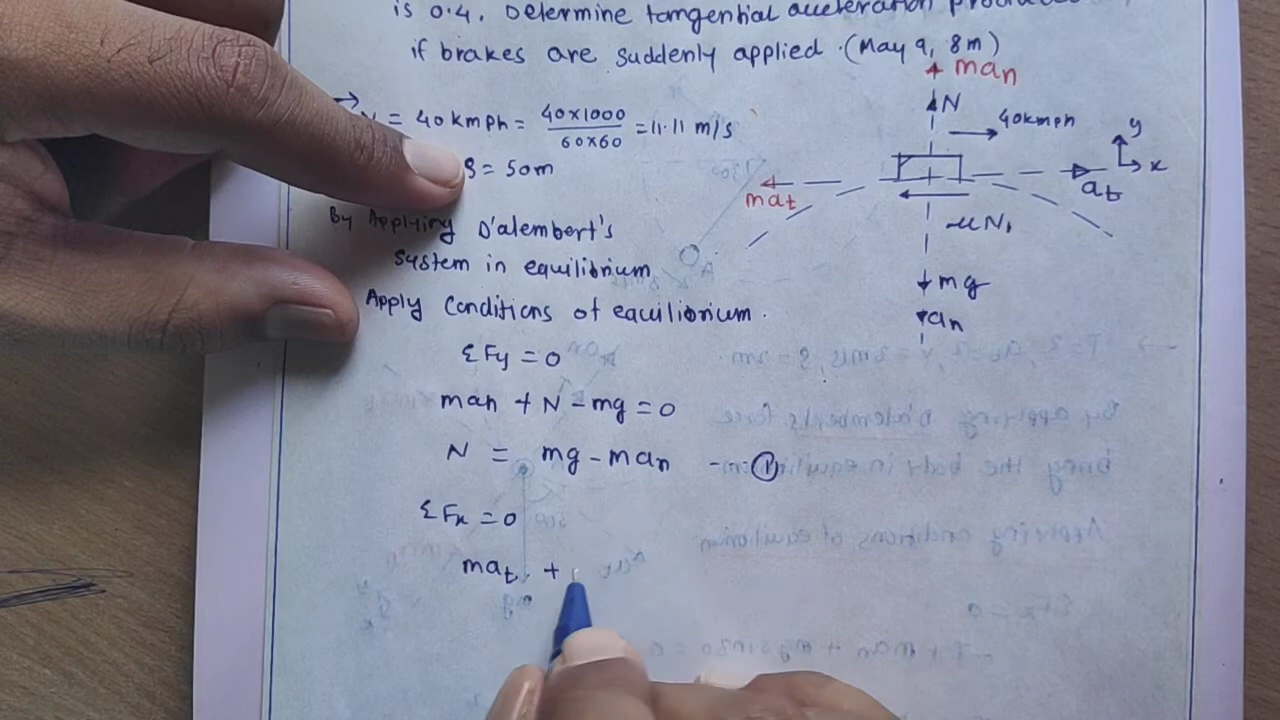 is 0.4. Determine tangential acceleration
if brakes are suddenly applied. (May 9, 8m)
V = 40 kmph = 40×1000/60×60 = 11.11 m/s
ρ = 50m
By Applying D'alembert's
system in equilibrium
Apply Conditions of equilibrium.
ΣFy = 0
man + N - mg = 0
N = mg - man -- ①
ΣFx = 0
mat +
man
N
40kmph
y
x
at
mat
μN,
mg
an